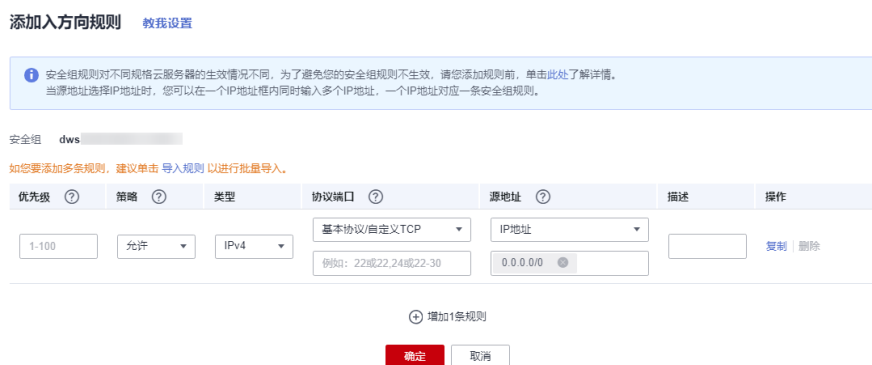 添加入方向规则 教我设置
安全组规则对不同规格云服务器的生效情况不同，为了避免您的安全组规则不生效，请您添加规则前，单击此处了解详情。
当源地址选择IP地址时，您可以在一个IP地址框内同时输入多个IP地址，一个IP地址对应一条安全组规则。
安全组 dws
如您要添加多条规则，建议单击 导入规则 以进行批量导入。
优先级 ? 策略 ? 类型 协议端口 ? 源地址 ? 描述 操作
基本协议/自定义TCP IP地址
1-100 允许 IPv4 复制 删除
例如：22或22,24或22-30 0.0.0.0/0
增加1条规则
确定 取消